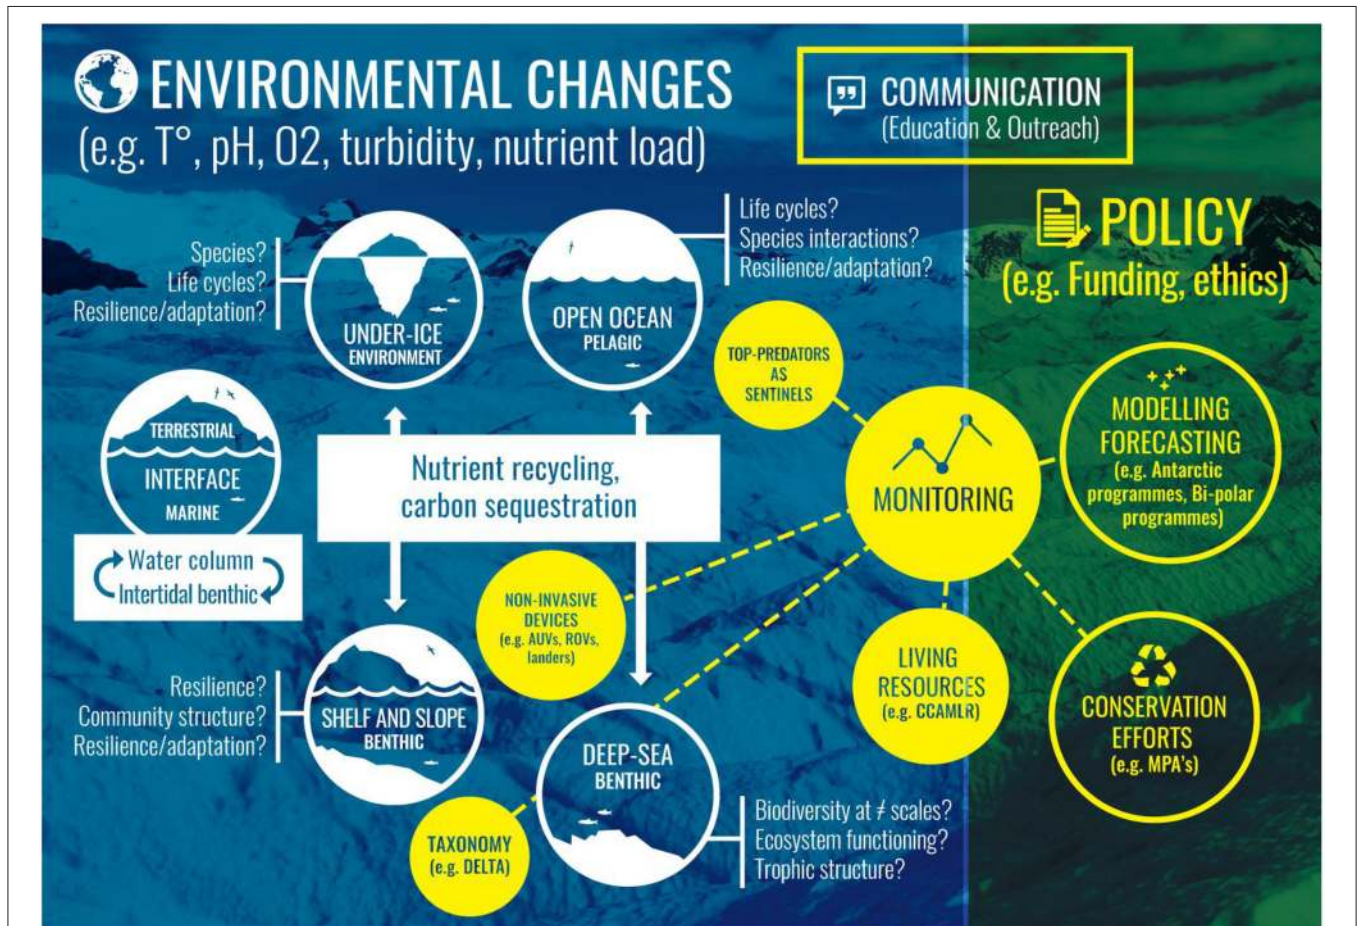 ENVIRONMENTAL CHANGES
(e.g. T°, pH, O2, turbidity, nutrient load)
COMMUNICATION
(Education & Outreach)
POLICY
(e.g. Funding, ethics)
Species?
Life cycles?
Resilience/adaptation?
UNDER-ICE
ENVIRONMENT
OPEN OCEAN
PELAGIC
Life cycles?
Species interactions?
Resilience/adaptation?
TOP-PREDATORS
AS
SENTINELS
TERRESTRIAL
INTERFACE
MARINE
Water column
Intertidal benthic
Nutrient recycling,
carbon sequestration
MONITORING
MODELLING
FORECASTING
(e.g. Antarctic
programmes, Bi-polar
programmes)
NON-INVASIVE
DEVICES
(e.g. AUVs, ROVs,
landers)
LIVING
RESOURCES
(e.g. CCAMLR)
CONSERVATION
EFFORTS
(e.g. MPA's)
Resilience?
Community structure?
Resilience/adaptation?
SHELF AND SLOPE
BENTHIC
DEEP-SEA
BENTHIC
TAXONOMY
(e.g. DELTA)
Biodiversity at ≠ scales?
Ecosystem functioning?
Trophic structure?